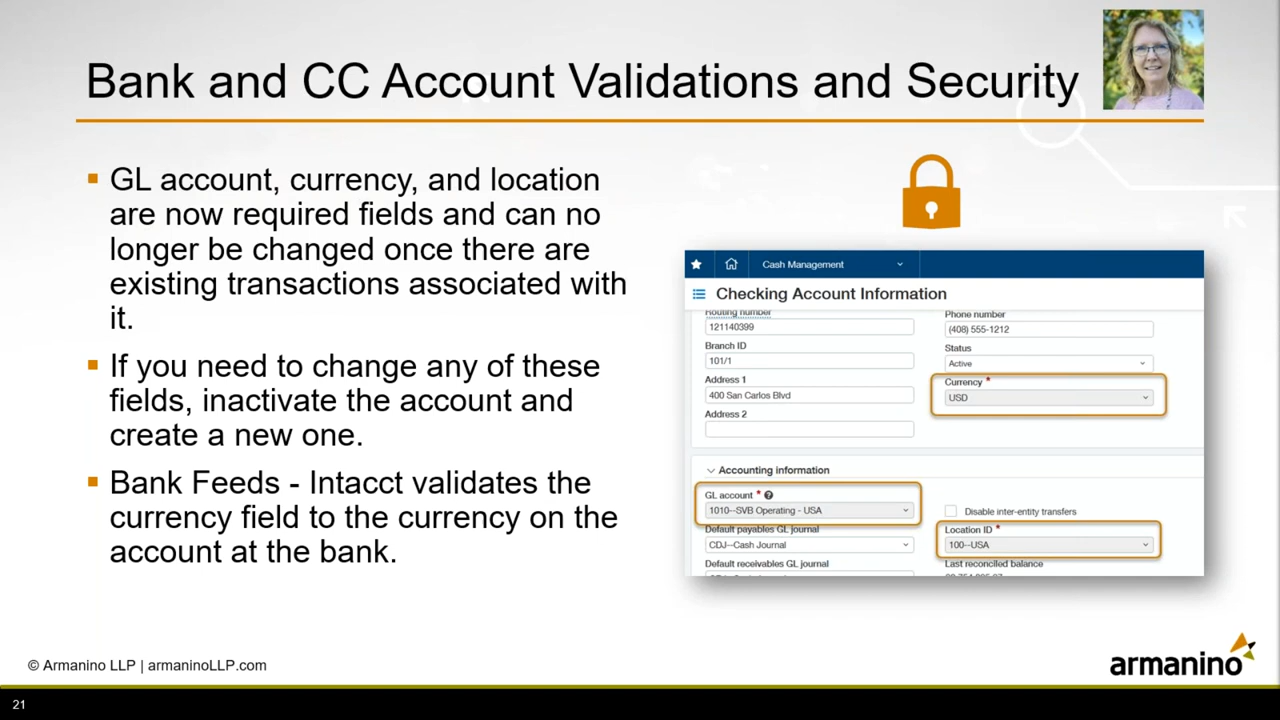 Bank and CC Account Validations and Security
GL account, currency, and location
are now required fields and can no
longer be changed once there are
existing transactions associated with
it.
If you need to change any of these
fields, inactivate the account and
create a new one.
Bank Feeds - Intacct validates the
currency field to the currency on the
account at the bank.
Cash Management
Checking Account Information
Routing number
121140399
Branch ID
101/1
Address 1
400 San Carlos Blvd
Address 2
Phone number
(408) 555-1212
Status
Active
Currency *
USD
Accounting information
GL account *
1010--SVB Operating - USA
Default payables GL journal
CDJ--Cash Journal
Default receivables GL journal
Disable inter-entity transfers
Location ID *
100--USA
Last reconciled balance
© Armanino LLP | armaninoLLP.com
armanino
21